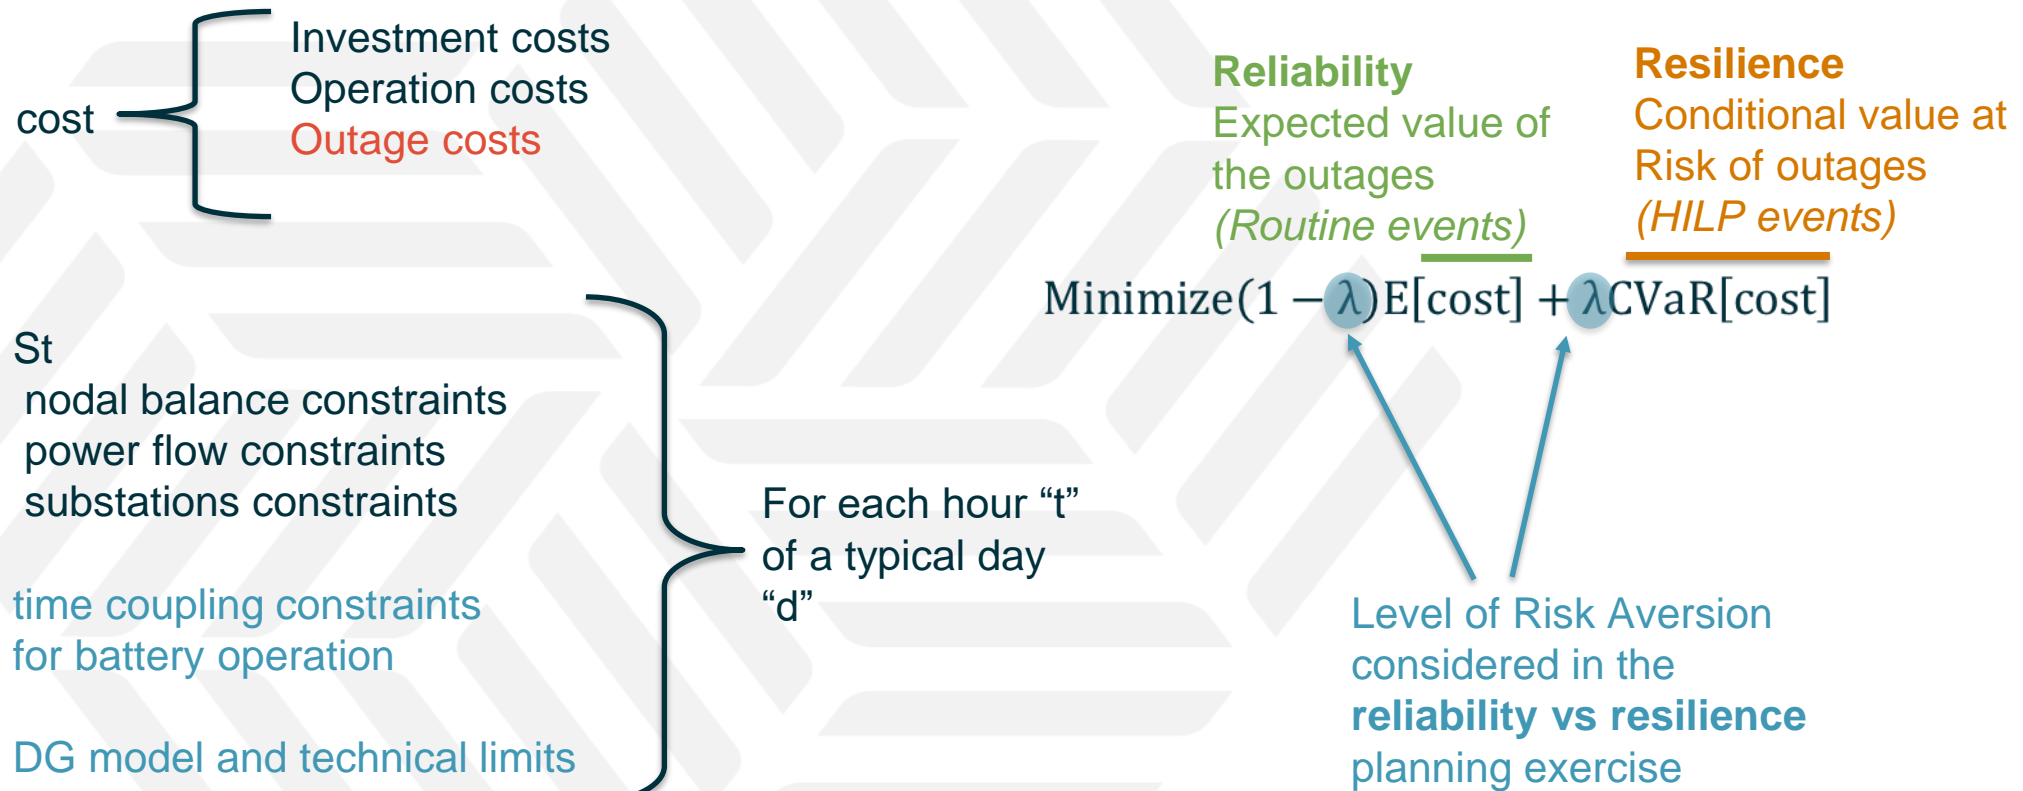 cost
Investment costs
Operation costs
Outage costs
Reliability
Expected value of
the outages
(Routine events)
Resilience
Conditional value at
Risk of outages
(HILP events)
Minimize(1 − λ)E[cost] + λCVaR[cost]
St
nodal balance constraints
power flow constraints
substations constraints
time coupling constraints
for battery operation
DG model and technical limits
For each hour “t”
of a typical day
“d”
Level of Risk Aversion
considered in the
reliability vs resilience
planning exercise